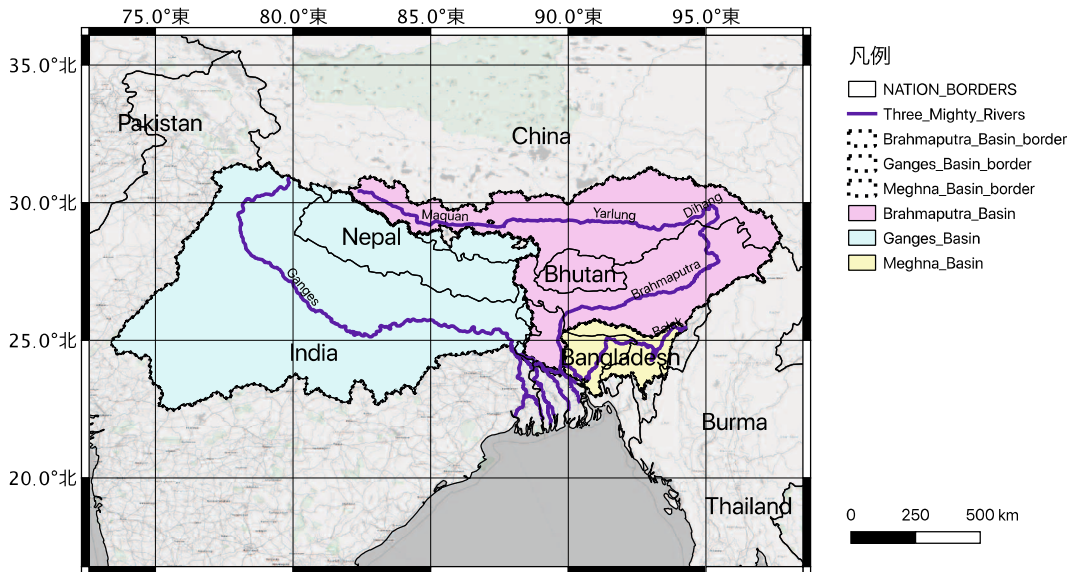 75.0°東 80.0°東 85.0°東 90.0°東 95.0°東
35.0°北
30.0°北
25.0°北
20.0°北
Pakistan
China
Maquan
Yarlung
Dihang
Nepal
Bhutan
Ganges
Brahmaputra
Barak
India
Bangladesh
Burma
Thailand
凡例
NATION_BORDERS
Three_Mighty_Rivers
Brahmaputra_Basin_border
Ganges_Basin_border
Meghna_Basin_border
Brahmaputra_Basin
Ganges_Basin
Meghna_Basin
0 250 500 km